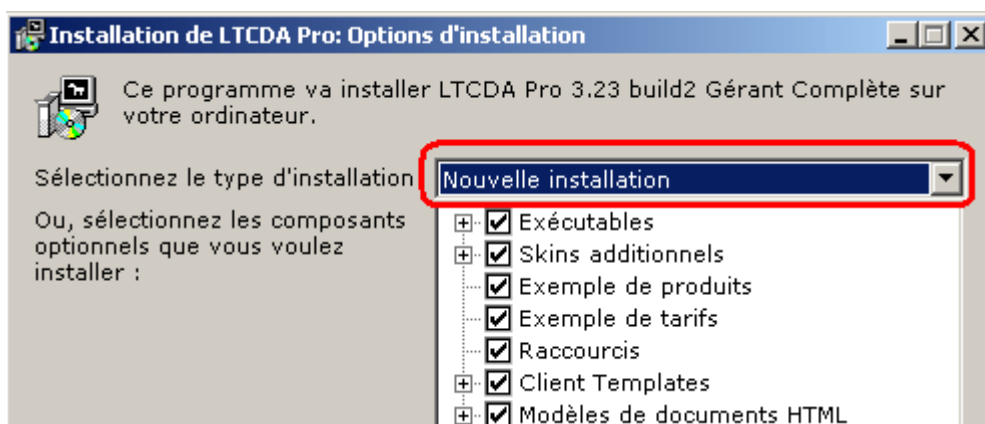 Installation de LTCDA Pro: Options d'installation
Ce programme va installer LTCDA Pro 3.23 build2 Gérant Complète sur
votre ordinateur.
Sélectionnez le type d'installation
Nouvelle installation
Ou, sélectionnez les composants
optionnels que vous voulez
installer :
Exécutables
Skins additionnels
Exemple de produits
Exemple de tarifs
Raccourcis
Client Templates
Modèles de documents HTML